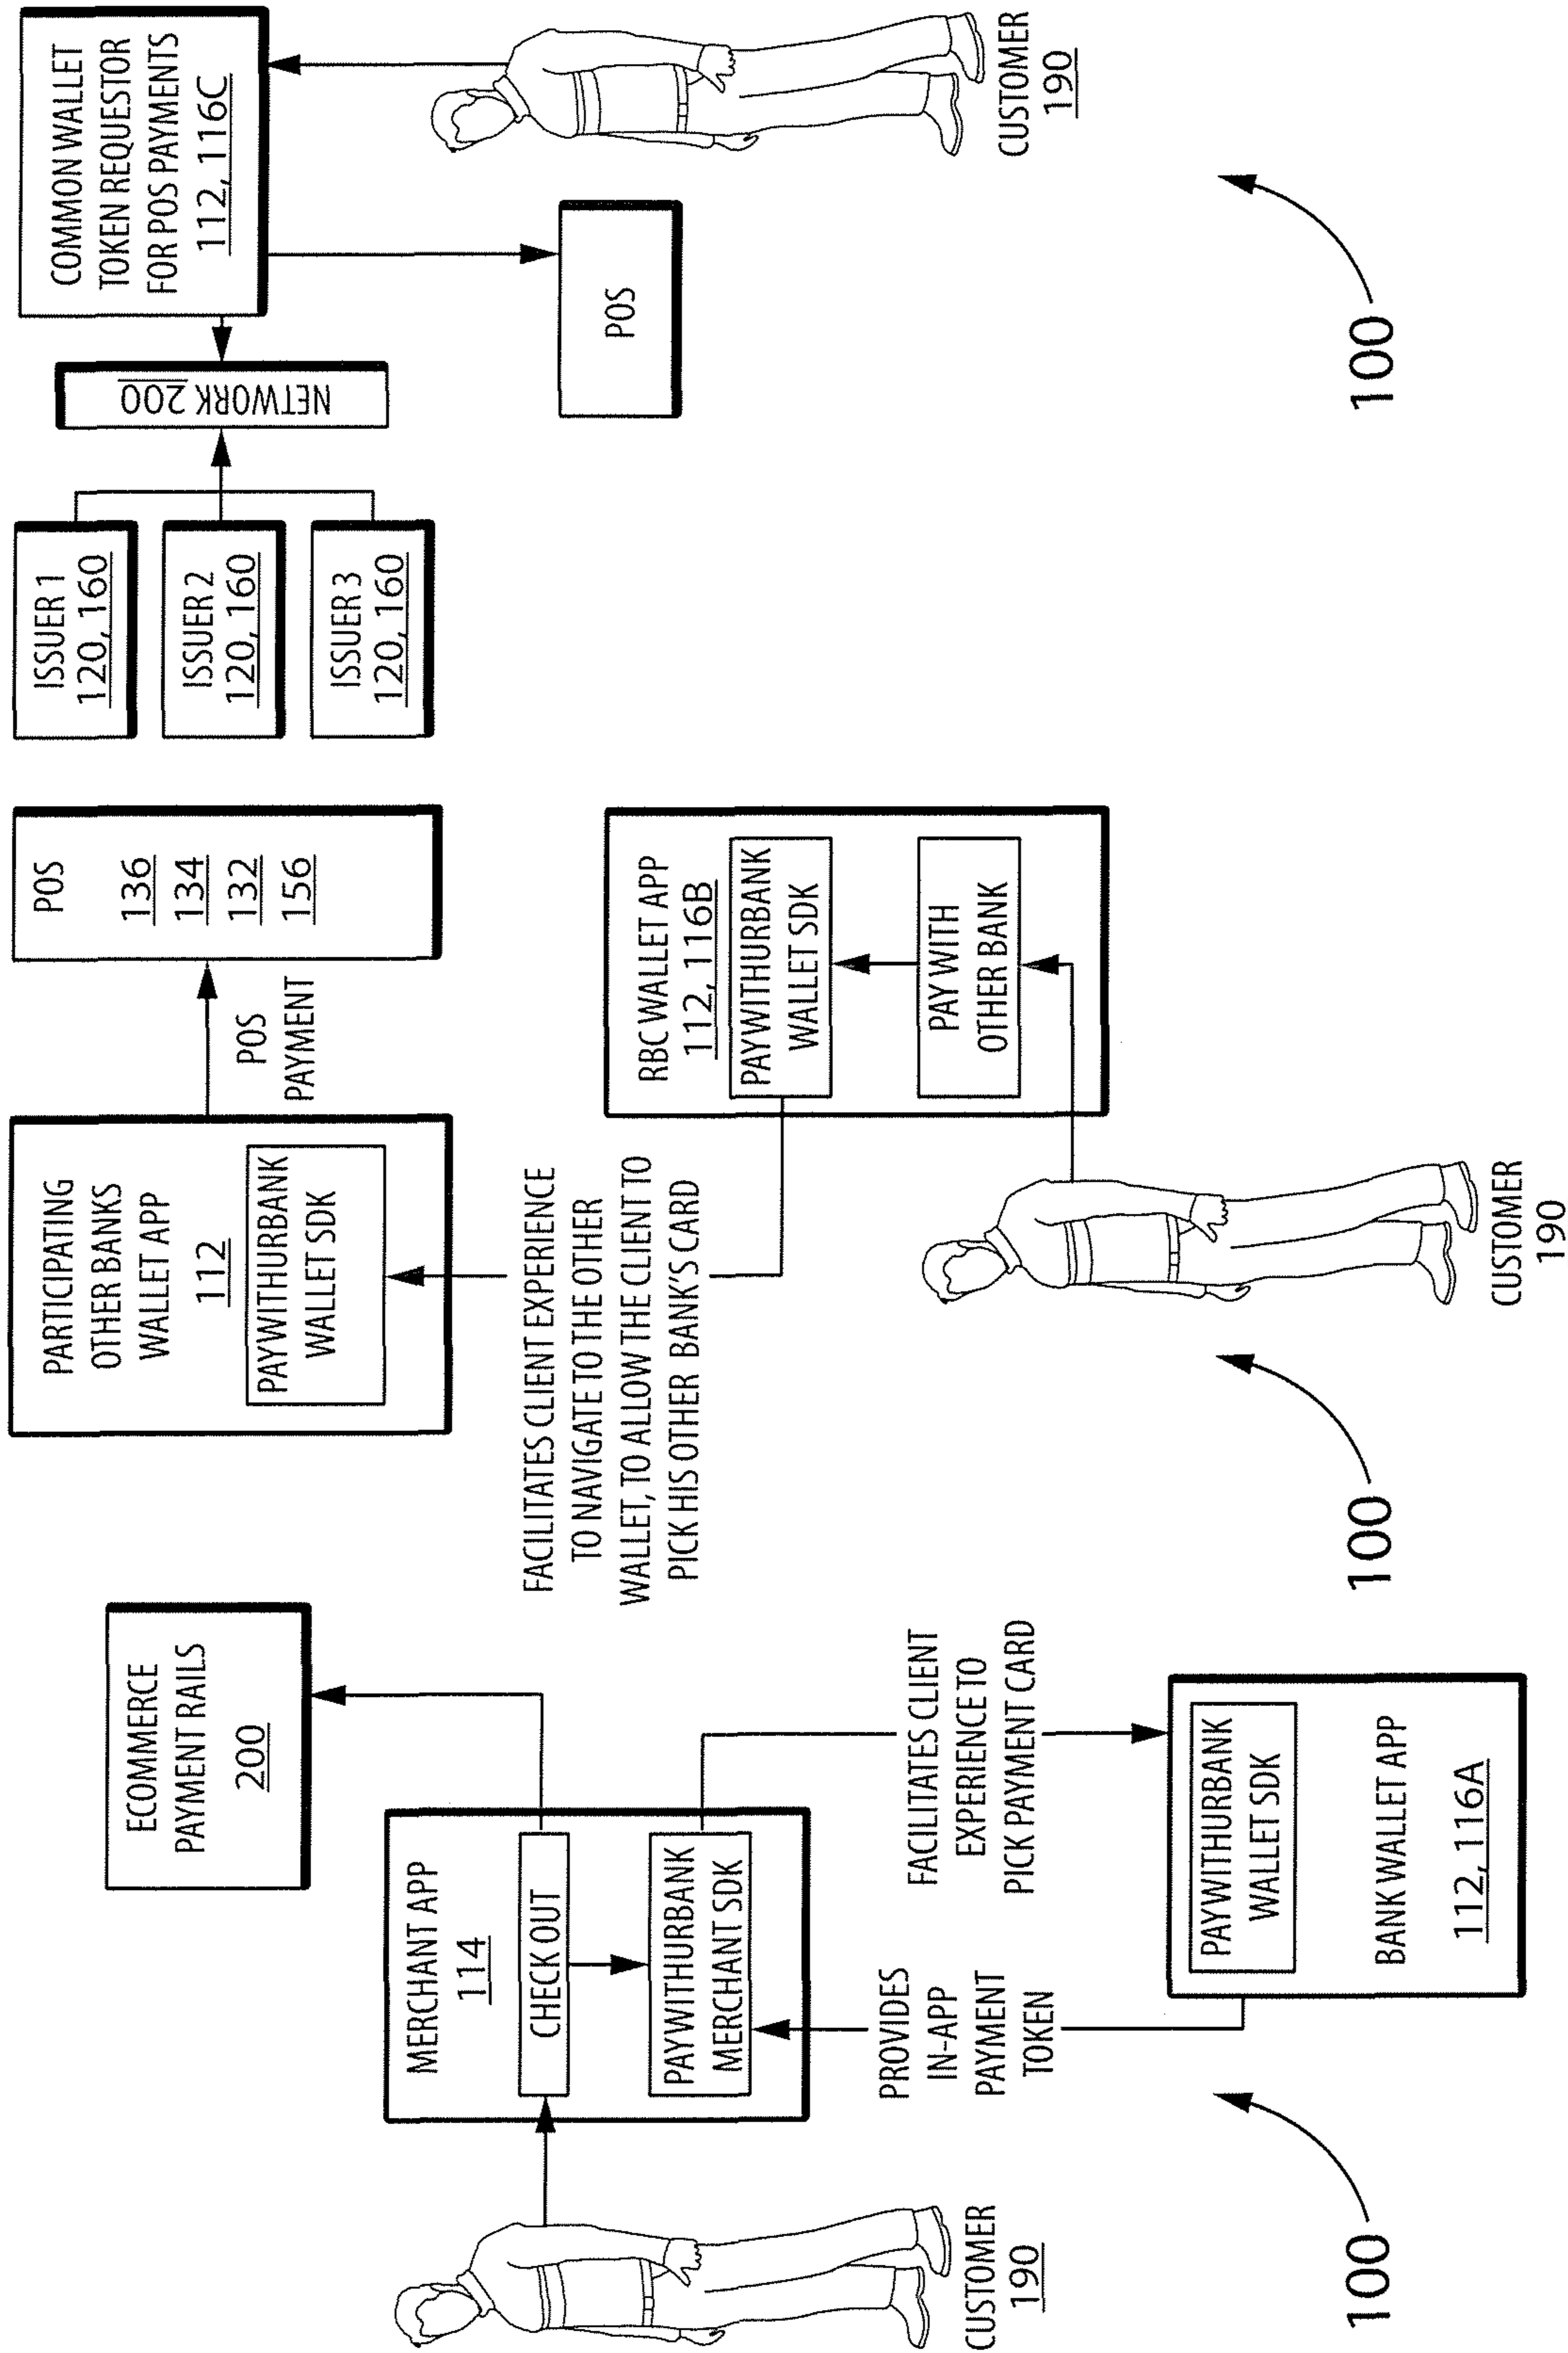 ECOMMERCE
PAYMENT RAILS
200
MERCHANT APP
114
CHECK OUT
PAYWITHURBANK
MERCHANT SDK
CUSTOMER
190
PROVIDES
IN-APP
PAYMENT
TOKEN
FACILITATES CLIENT
EXPERIENCE TO
PICK PAYMENT CARD
PAYWITHURBANK
WALLET SDK
BANK WALLET APP
112, 116A
100
PARTICIPATING
OTHER BANKS
WALLET APP
112
PAYWITHURBANK
WALLET SDK
POS
PAYMENT
POS
136
134
132
156
FACILITATES CLIENT EXPERIENCE
TO NAVIGATE TO THE OTHER
WALLET, TO ALLOW THE CLIENT TO
PICK HIS OTHER BANK'S CARD
RBC WALLET APP
112, 116B
PAYWITHURBANK
WALLET SDK
PAY WITH
OTHER BANK
CUSTOMER
190
100
ISSUER 1
120, 160
ISSUER 2
120, 160
ISSUER 3
120, 160
NETWORK 200
COMMON WALLET
TOKEN REQUESTOR
FOR POS PAYMENTS
112, 116C
POS
CUSTOMER
190
100